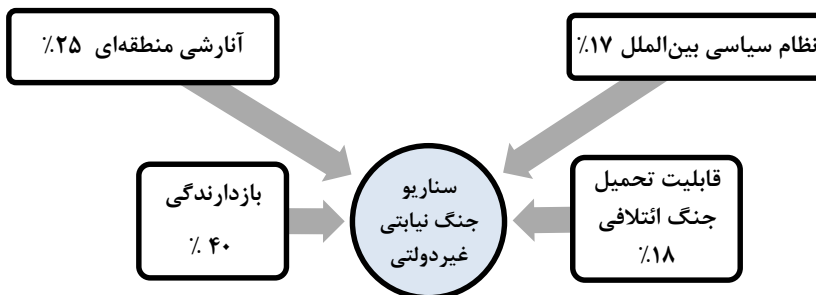 نظام سیاسی بین‌الملل ۱۷٪
آنارشی منطقه‌ای ۲۵٪
قابلیت تحمیل
جنگ ائتلافی
۱۸٪
سناریو
جنگ نیابتی
غیردولتی
بازدارندگی
۴۰ ٪